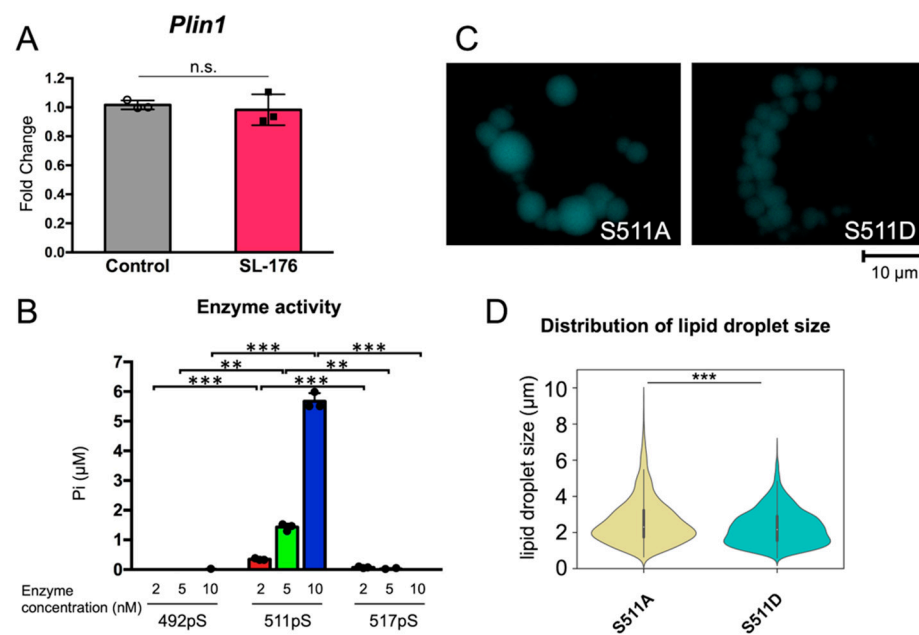 A
Plin1
n.s.
1.2
1.0
0.8
0.6
0.4
0.2
0.0
Fold Change
Control SL-176
B
Enzyme activity
*** ***
** **
*** ***
7
6
5
4
3
2
1
0
Pi (µM)
Enzyme concentration (nM)
2 5 10 2 5 10 2 5 10
492pS 511pS 517pS
C
S511A S511D
10 µm
D
Distribution of lipid droplet size
***
10
8
6
4
2
0
lipid droplet size (µm)
S511A S511D